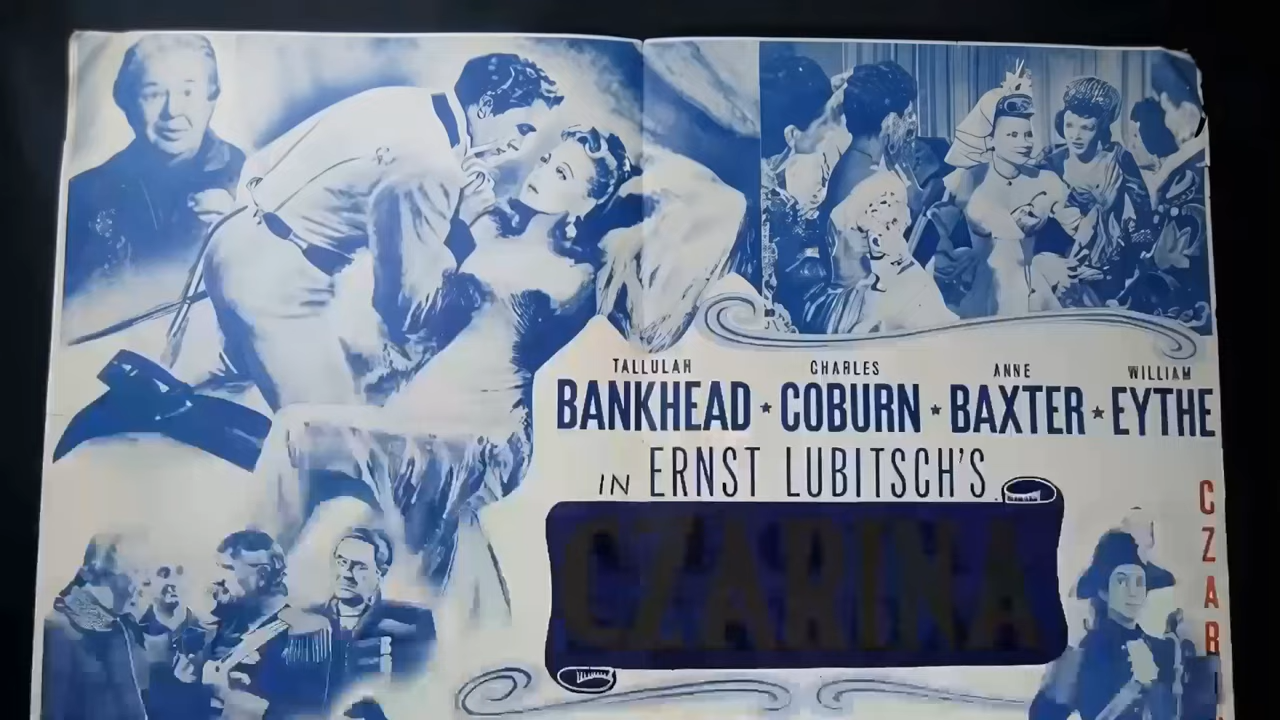 TALLULAH CHARLES ANNE WILLIAM
BANKHEAD ★ COBURN ★ BAXTER ★ EYTHE
IN ERNST LUBITSCH'S
CZARINA
C
Z
A
R